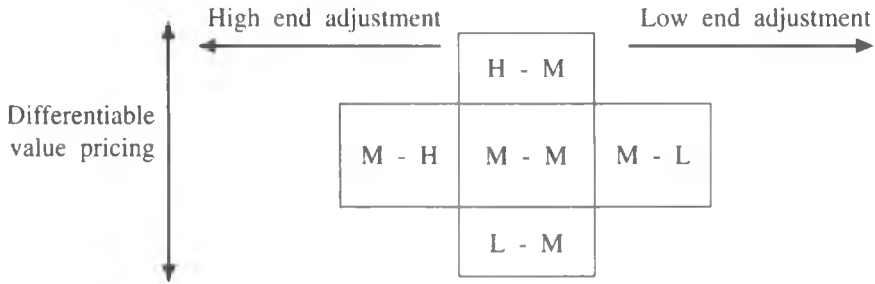 High end adjustment
Low end adjustment
H - M
Differentiable
value pricing
M - H
M - M
M - L
L - M